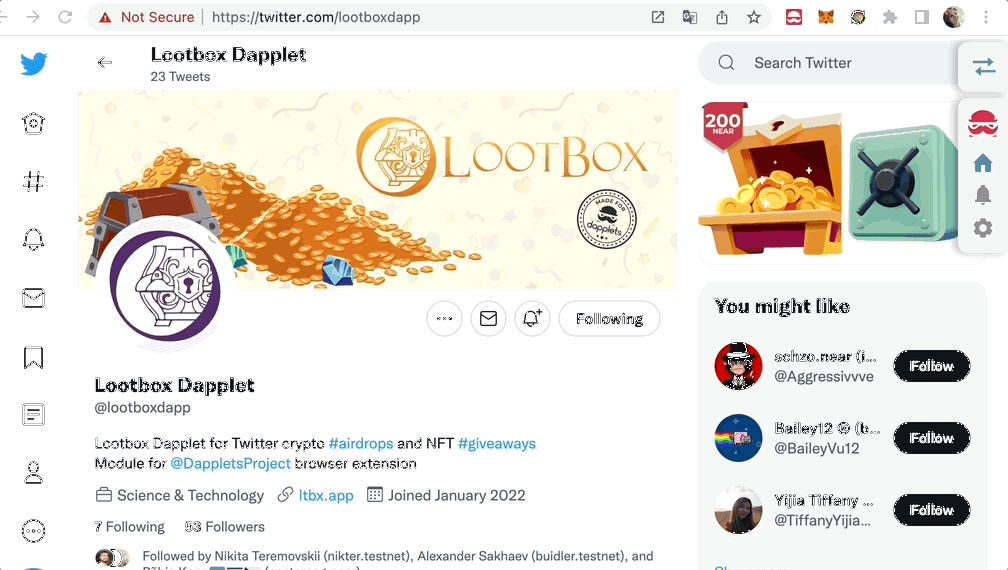 Not Secure | https://twitter.com/lootboxdapp
Lootbox Dapplet
23 Tweets
Search Twitter
LOOTBOX
MADE FOR
dapplets
200
NEAR
Following
You might like
schzo.near (i...
@Aggressivvve
Follow
Lootbox Dapplet
@lootboxdapp
Bailey12 ® (b...
@BaileyVu12
Follow
Lootbox Dapplet for Twitter crypto #airdrops and NFT #giveaways
Module for @DappletsProject browser extension
Science & Technology ltbx.app Joined January 2022
Yijia Tiffany ...
@TiffanyYijia...
Follow
7 Following 53 Followers
Followed by Nikita Teremovskii (nikter.testnet), Alexander Sakhaev (buidler.testnet), and